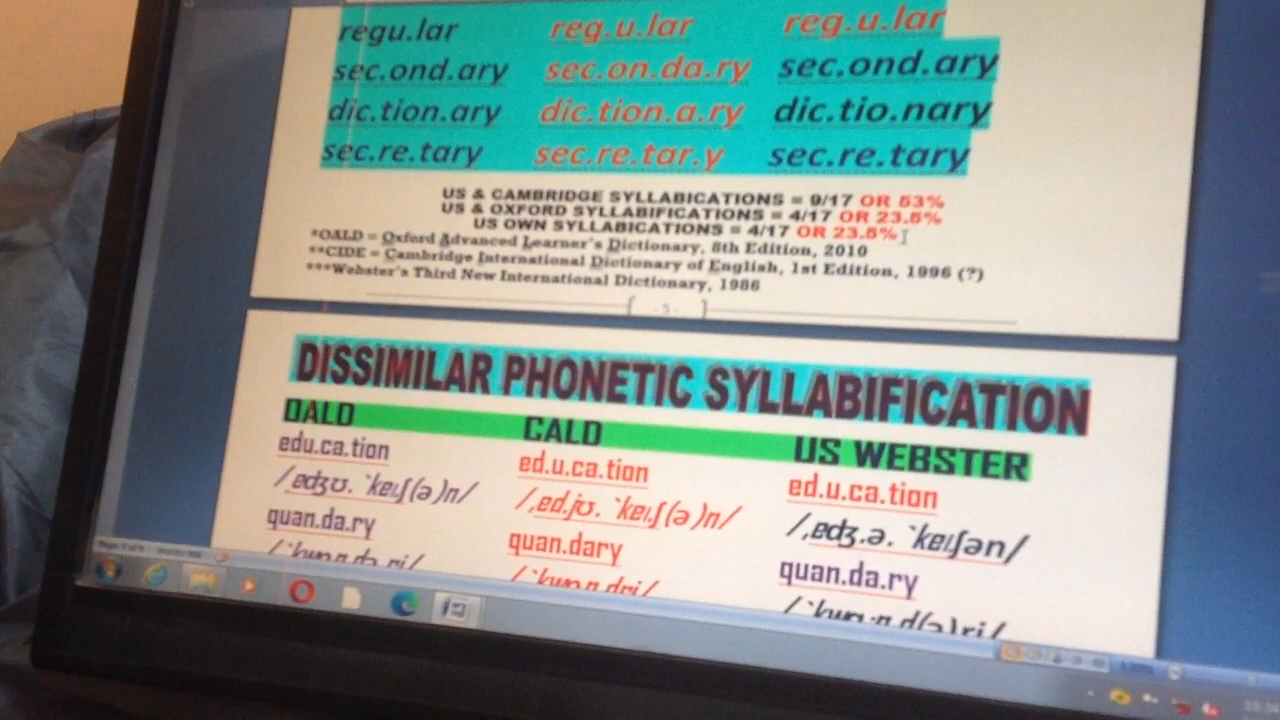 regu.lar reg.u.lar reg.u.lar
sec.ond.ary sec.on.da.ry sec.ond.ary
dic.tion.ary dic.tion.a.ry dic.tio.nary
sec.re.tary sec.re.tar.y sec.re.tary
US & CAMBRIDGE SYLLABICATIONS = 9/17 OR 53%
US & OXFORD SYLLABIFICATIONS = 4/17 OR 23.5%
US OWN SYLLABICATIONS = 4/17 OR 23.5%
*OALD = Oxford Advanced Learner's Dictionary, 8th Edition, 2010
**CIDE = Cambridge International Dictionary of English, 1st Edition, 1996 (?)
***Webster's Third New International Dictionary, 1986
- 5 -
DISSIMILAR PHONETIC SYLLABIFICATION
OALD CALD US WEBSTER
edu.ca.tion ed.u.ca.tion ed.u.ca.tion
/ˌedʒʊ. ˋkeɪʃ(ə)n/ /ˌed.jʊ. ˋkeɪ.ʃ(ə)n/ /ˌedʒ.ə. ˋkeɪʃən/
quan.da.ry quan.dary quan.da.ry